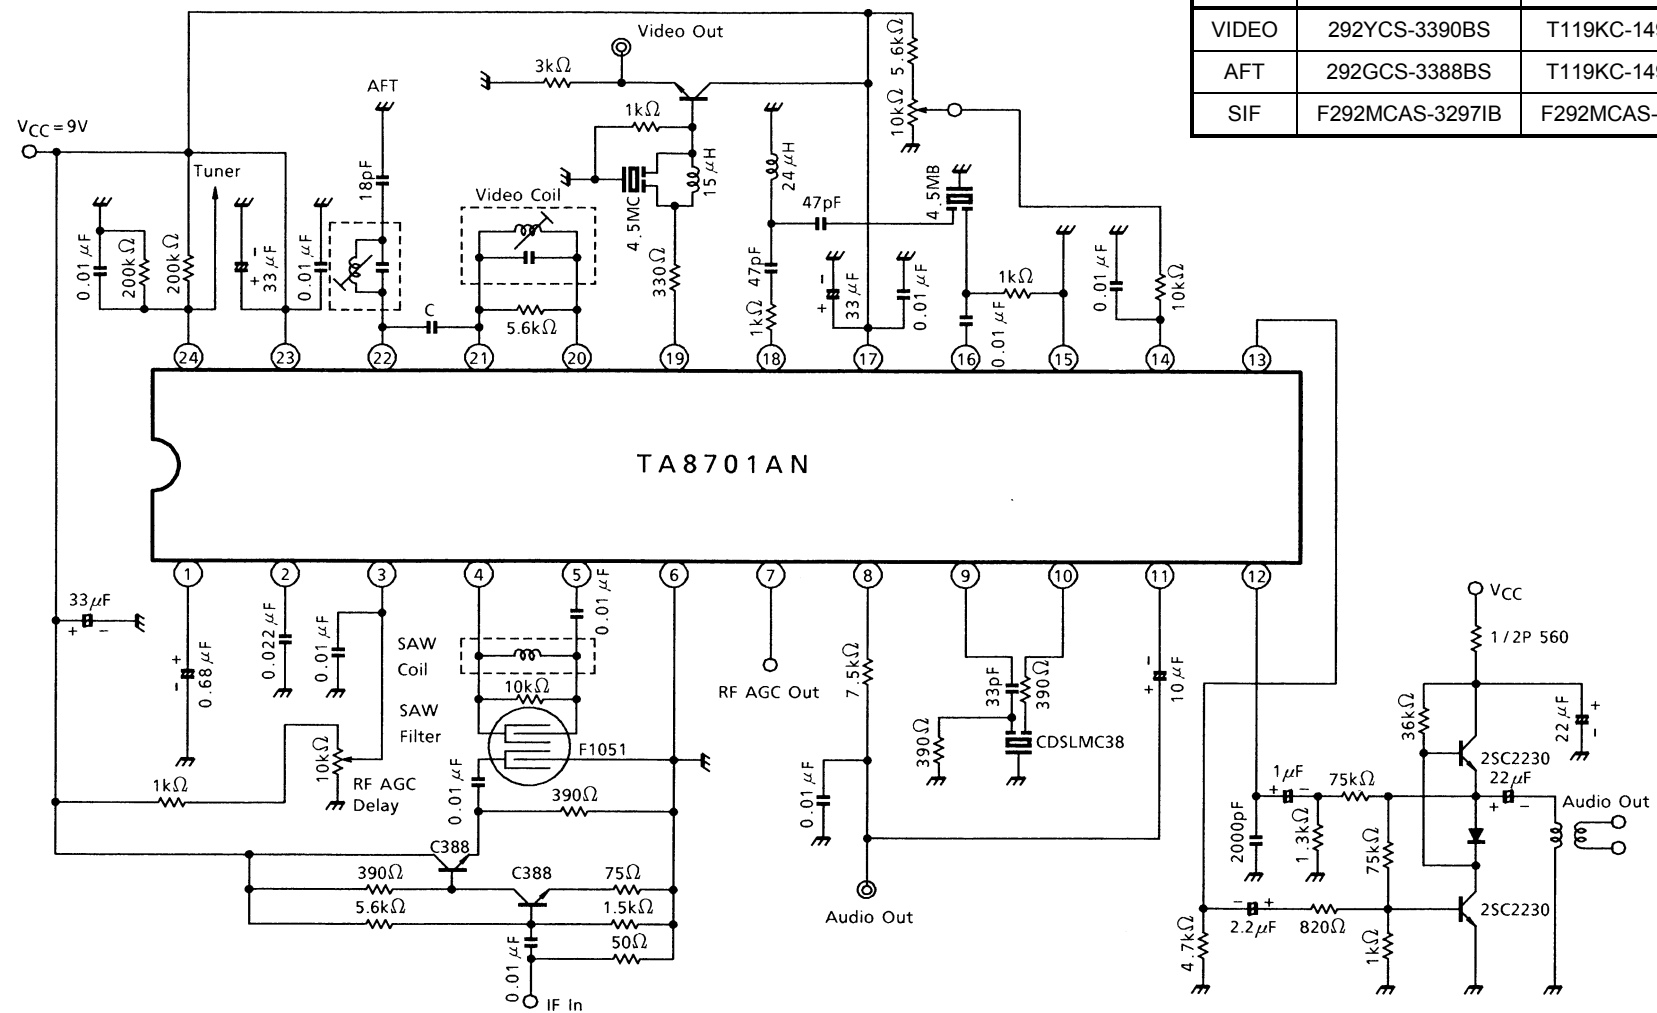 VIDEO 292YCS-3390BS T119KC-149
AFT 292GCS-3388BS T119KC-149
SIF F292MCAS-3297IB F292MCAS-
Video Out
3kΩ
5.6kΩ
AFT
1kΩ
10kΩ
VCC=9V
Tuner
18pF
15μH
24μH
4.5MB
Video Coil
4.5MC
47pF
0.01μF
200kΩ
200kΩ
- + 33μF
0.01μF
330Ω
47pF
- + 33μF
0.01μF
1kΩ
0.01μF
10kΩ
C
5.6kΩ
1kΩ
0.01μF
24 23 22 21 20 19 18 17 16 15 14 13
TA8701AN
1 2 3 4 5 6 7 8 9 10 11 12
33μF
+ -
+ - 0.68μF
0.022μF
0.01μF
0.01μF
SAW
Coil
10kΩ
SAW
Filter
F1051
RF AGC Out
7.5kΩ
33pF
390Ω
390Ω
CDSLMC38
- + 10μF
VCC
1/2P 560
36kΩ
22μF + -
2SC2230
10kΩ
RF AGC
Delay
1kΩ
0.01μF
390Ω
0.01μF
1μF
+ -
75kΩ
22μF
+ -
Audio Out
2000pF
1.3kΩ
75kΩ
C388
390Ω
C388
75Ω
5.6kΩ
1.5kΩ
50Ω
0.01μF
IF In
Audio Out
- +
2.2μF
820Ω
2SC2230
4.7kΩ
1kΩ